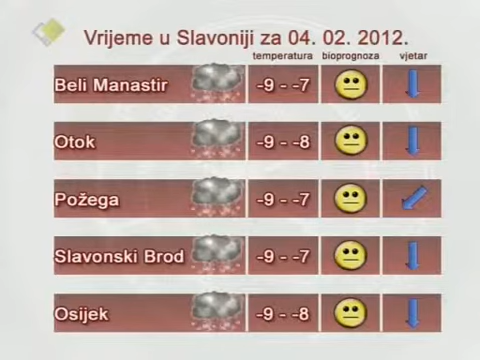 Vrijeme u Slavoniji za 04. 02. 2012.
temperatura bioprognoza vjetar
Beli Manastir -9 - -7
Otok -9 - -8
Požega -9 - -7
Slavonski Brod -9 - -7
Osijek -9 - -8